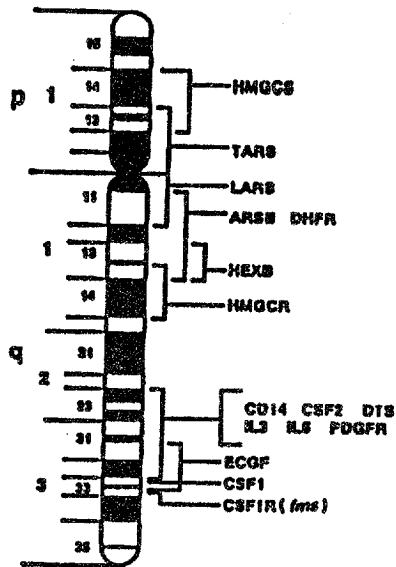 15
14
p 1
13
HMGCS
TARS
LARS
11
ARSB DHFR
1
13
HEXB
14
HMGCR
q
2
23
CD14 CSF2 DTS
IL3 IL5 PDGFR
31
ECGF
3
33
CSF1
CSF1R (fms)
35